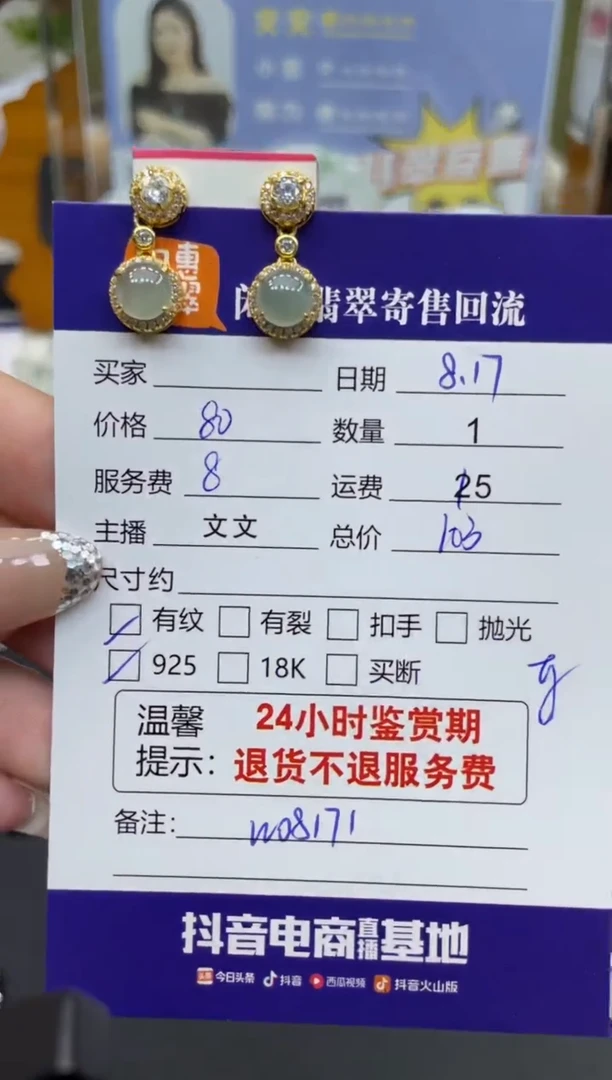 惠
翡翠寄售回流
买家 日期 8.17
价格 80 数量 1
服务费 8 运费 15
主播 文文 总价 103
尺寸约
有纹 有裂 扣手 抛光
925 18K 买断
温馨提示: 24小时鉴赏期
退货不退服务费
备注: W08171
抖音电商直播基地
头条 今日头条 抖音 西瓜视频 抖音火山版